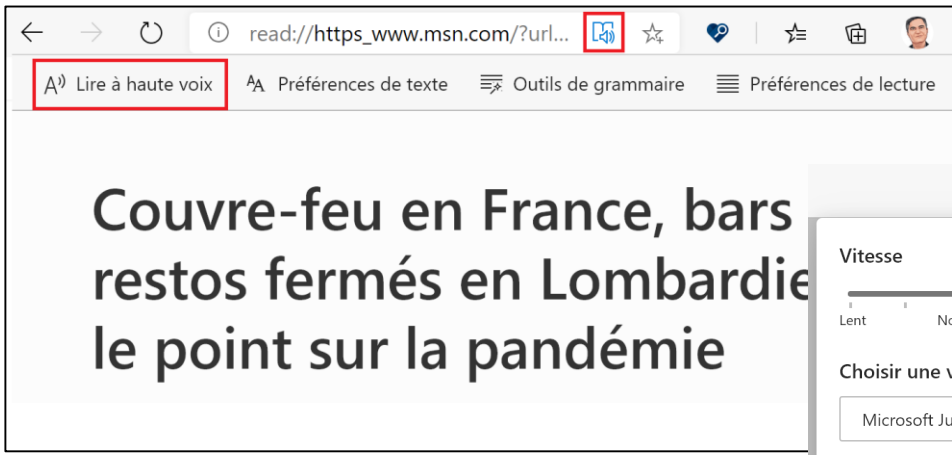 read://https_www.msn.com/?url...
A Lire à haute voix
AA Préférences de texte
Outils de grammaire
Préférences de lecture
Couvre-feu en France, bars
restos fermés en Lombardie
le point sur la pandémie
Vitesse
Lent
Choisir une
Microsoft